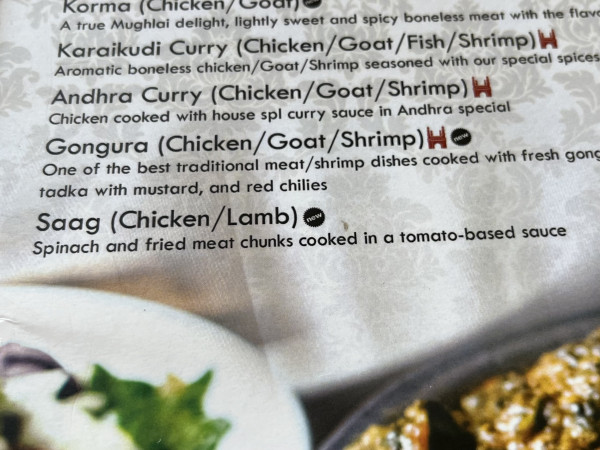 Korma (Chicken/Goat) new
A true Mughlai delight, lightly sweet and spicy boneless meat with the
Karaikudi Curry (Chicken/Goat/Fish/Shrimp)
Aromatic boneless chicken/Goat/Shrimp seasoned with our special spices
Andhra Curry (Chicken/Goat/Shrimp)
Chicken cooked with house spl curry sauce in Andhra special
Gongura (Chicken/Goat/Shrimp) new
One of the best traditional meat/shrimp dishes cooked with fresh
tadka with mustard, and red chilies
Saag (Chicken/Lamb) new
Spinach and fried meat chunks cooked in a tomato-based sauce